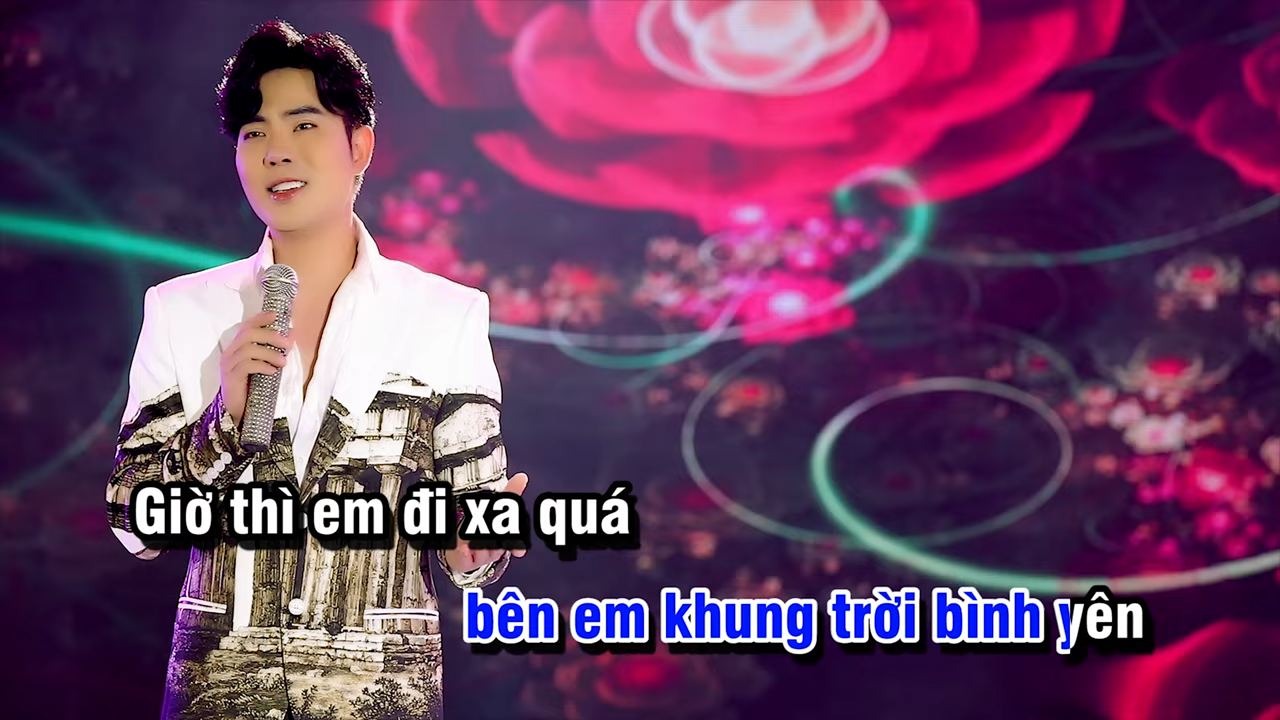 Giờ thì em đi xa quá
bên em khung trời bình yên